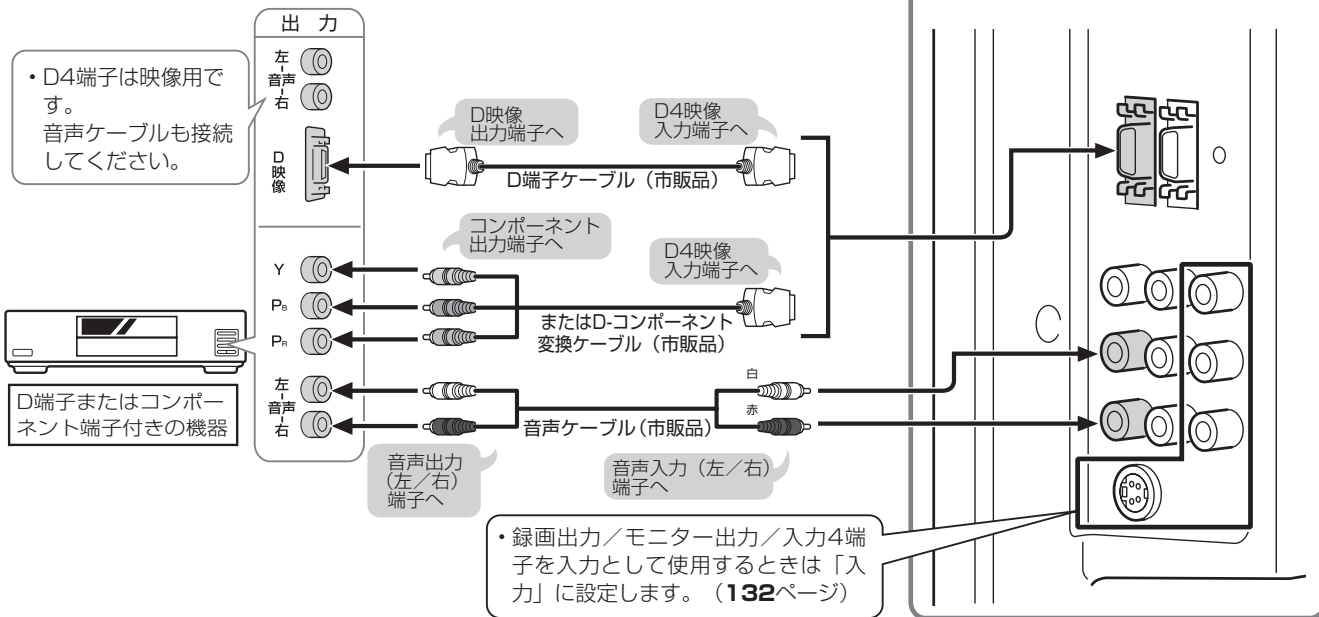 出 力
左
音声
右
・D4端子は映像用で
す。
音声ケーブルも接続
してください。
D映像
D映像
出力端子へ
D4映像
入力端子へ
D端子ケーブル（市販品）
コンポーネント
出力端子へ
D4映像
入力端子へ
Y
PB
PR
またはD-コンポーネント
変換ケーブル（市販品）
D端子またはコンポー
ネント端子付きの機器
左
音声
右
白
赤
音声ケーブル（市販品）
音声出力
（左／右）
端子へ
音声入力（左／右）
端子へ
・録画出力／モニター出力／入力4端
子を入力として使用するときは「入
力」に設定します。（132ページ）